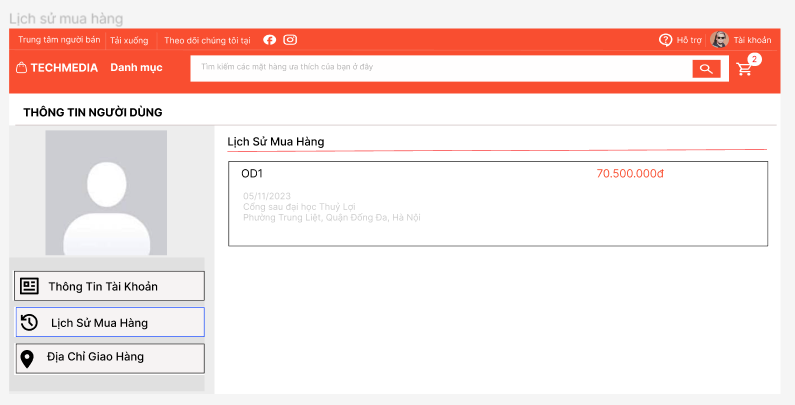 Lịch sử mua hàng
Trung tâm người bán Tải xuống Theo dõi chúng tôi tại Hỗ trợ Tài khoản
TECHMEDIA Danh mục Tìm kiếm các mặt hàng ưa thích của bạn ở đây 2
THÔNG TIN NGƯỜI DÙNG
Lịch Sử Mua Hàng
OD1 70.500.000đ
05/11/2023
Cổng sau đại học Thuỷ Lợi
Phường Trung Liệt, Quận Đống Đa, Hà Nội
Thông Tin Tài Khoản
Lịch Sử Mua Hàng
Địa Chỉ Giao Hàng